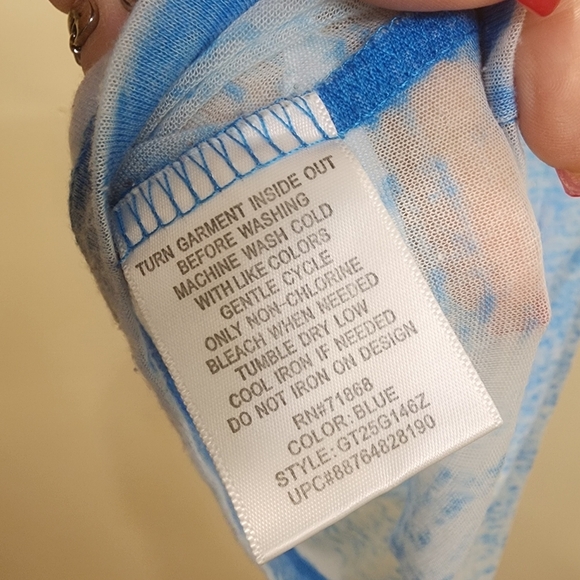 TURN GARMENT INSIDE OUT
BEFORE WASHING
MACHINE WASH COLD
WITH LIKE COLORS
GENTLE CYCLE
ONLY NON-CHLORINE
BLEACH WHEN NEEDED
TUMBLE DRY LOW
COOL IRON IF NEEDED
DO NOT IRON ON DESIGN
RN#71868
COLOR: BLUE
STYLE: GT25G146Z
UPC#88764828190